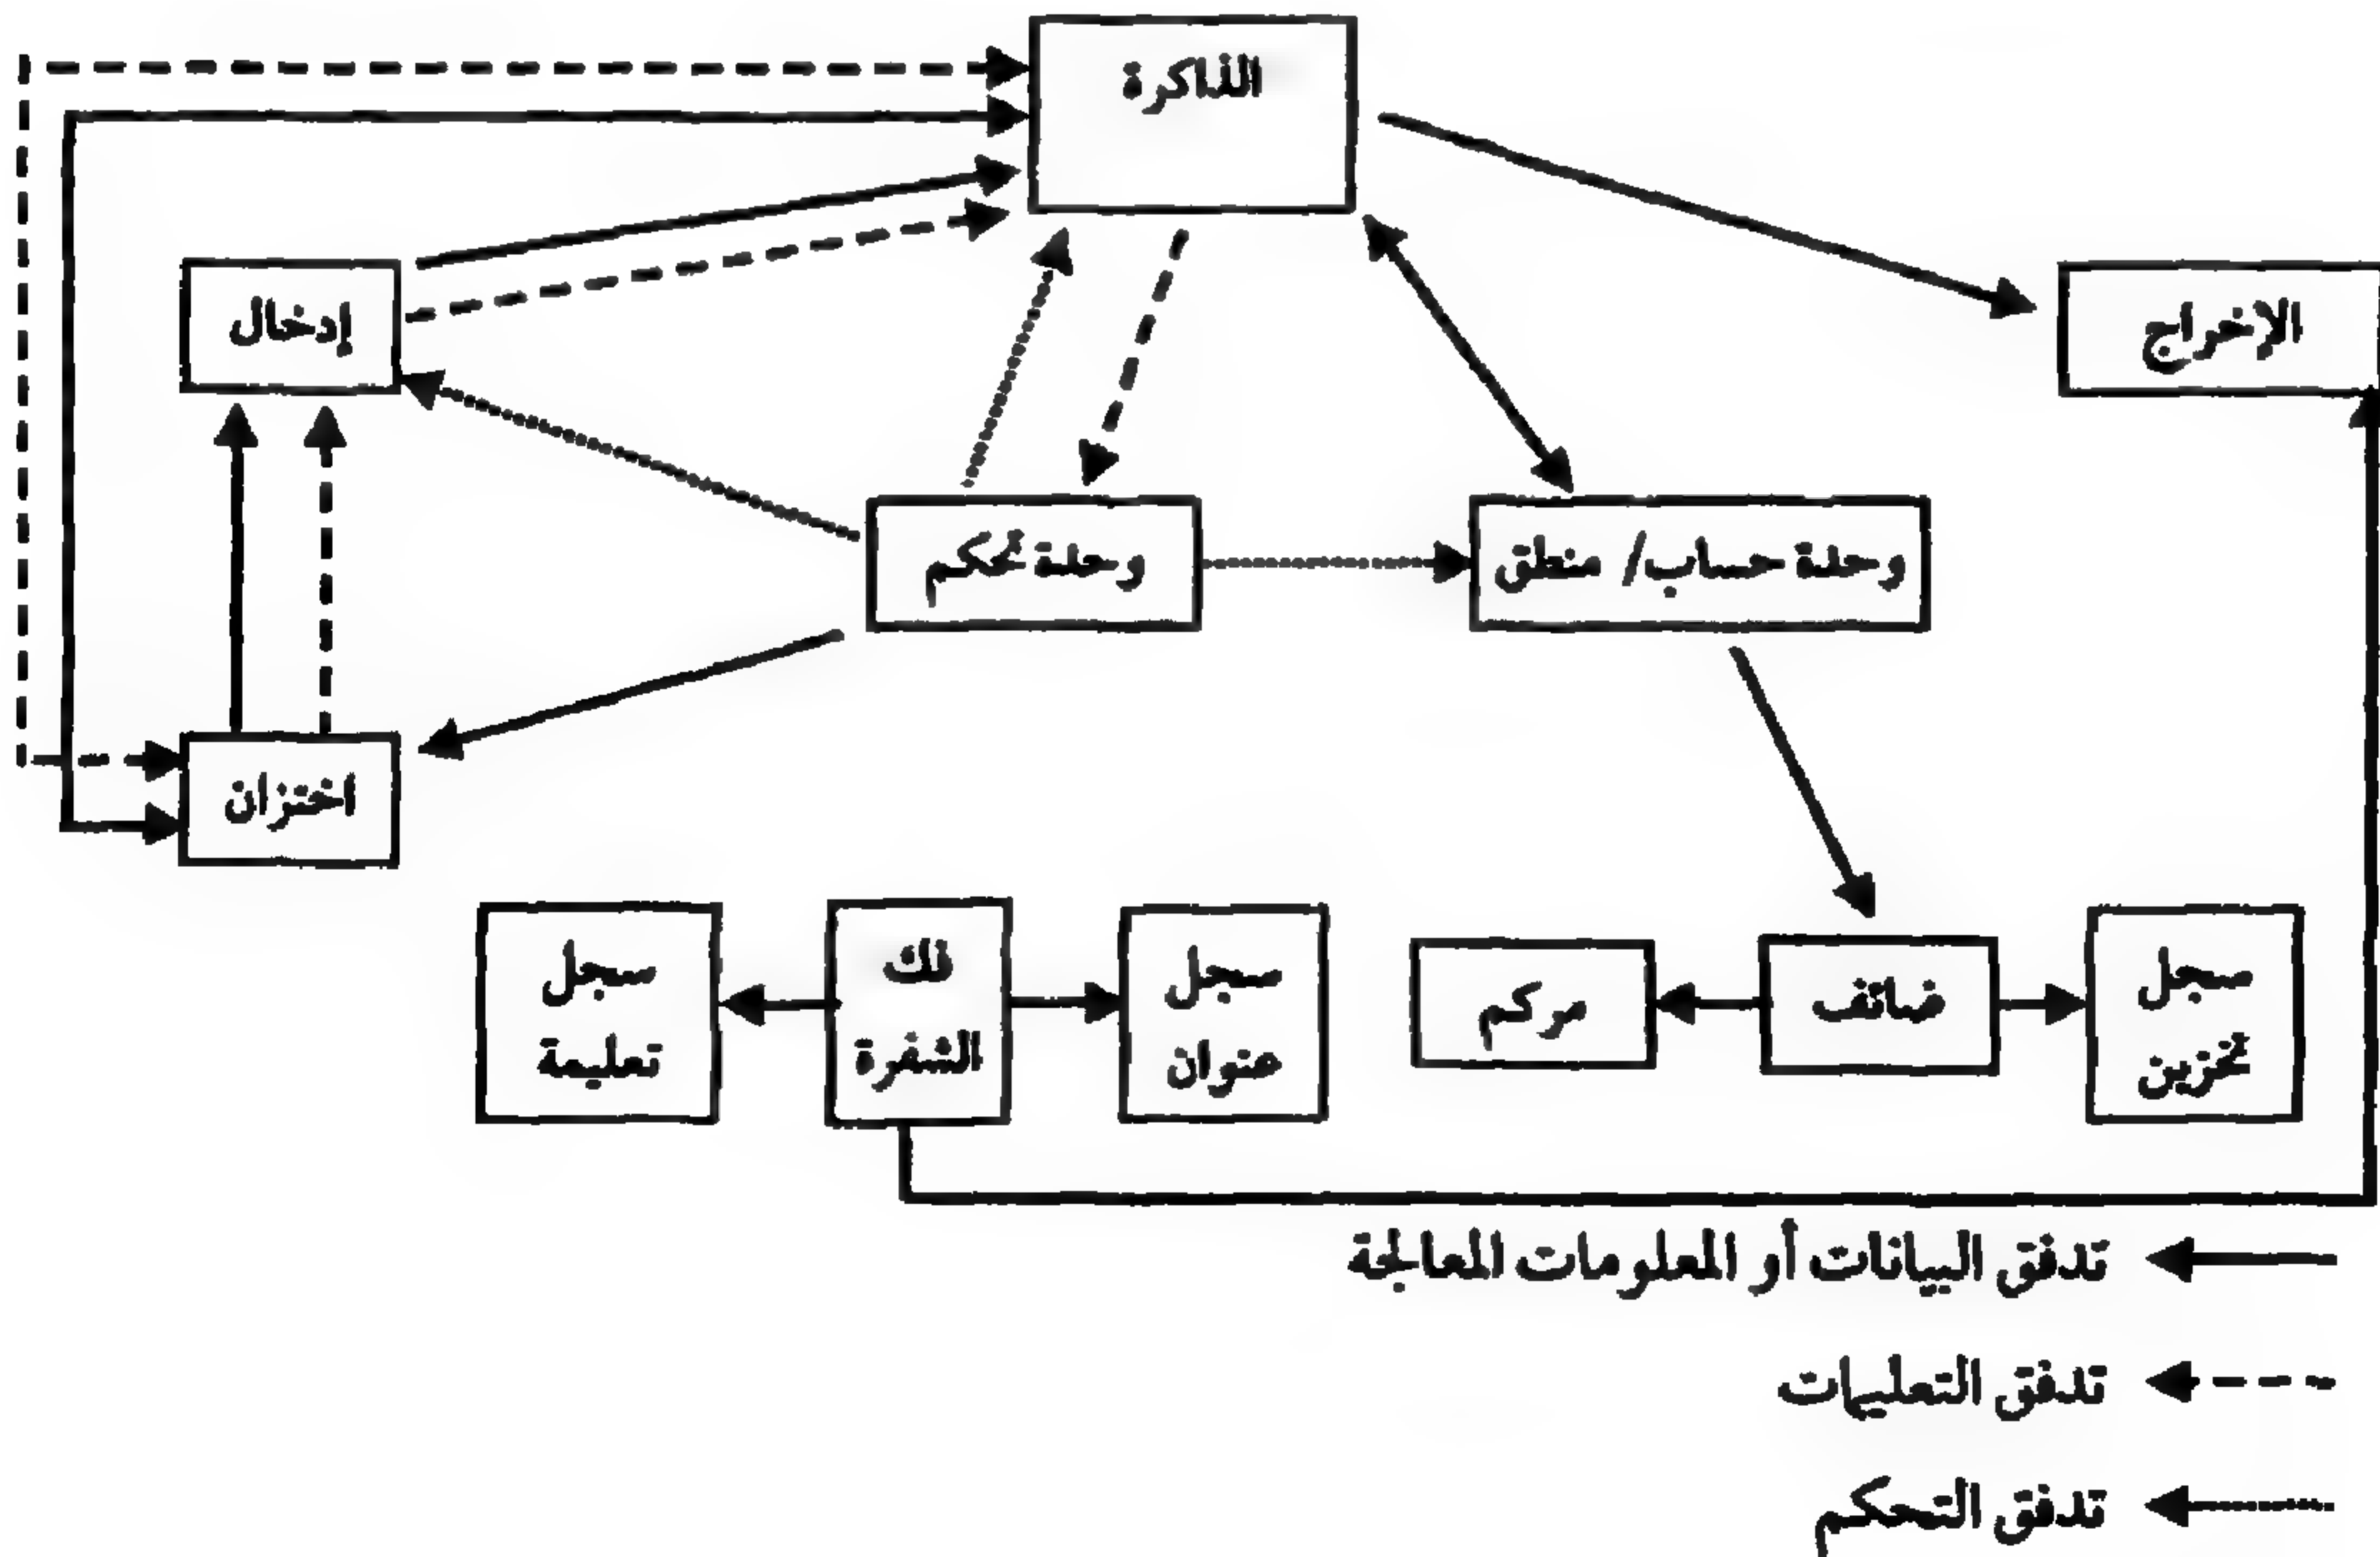 الذاكرة
إدخال
الإخراج
وحدة تحكم
وحدة حساب/ منطق
اختزان
سجل
تعليمة
فك
الشفرة
سجل
عنوان
مركم
ضائف
سجل
تخزين
تدفق البيانات أو المعلومات المعالجة
تدفق التعليمات
تدفق التحكم